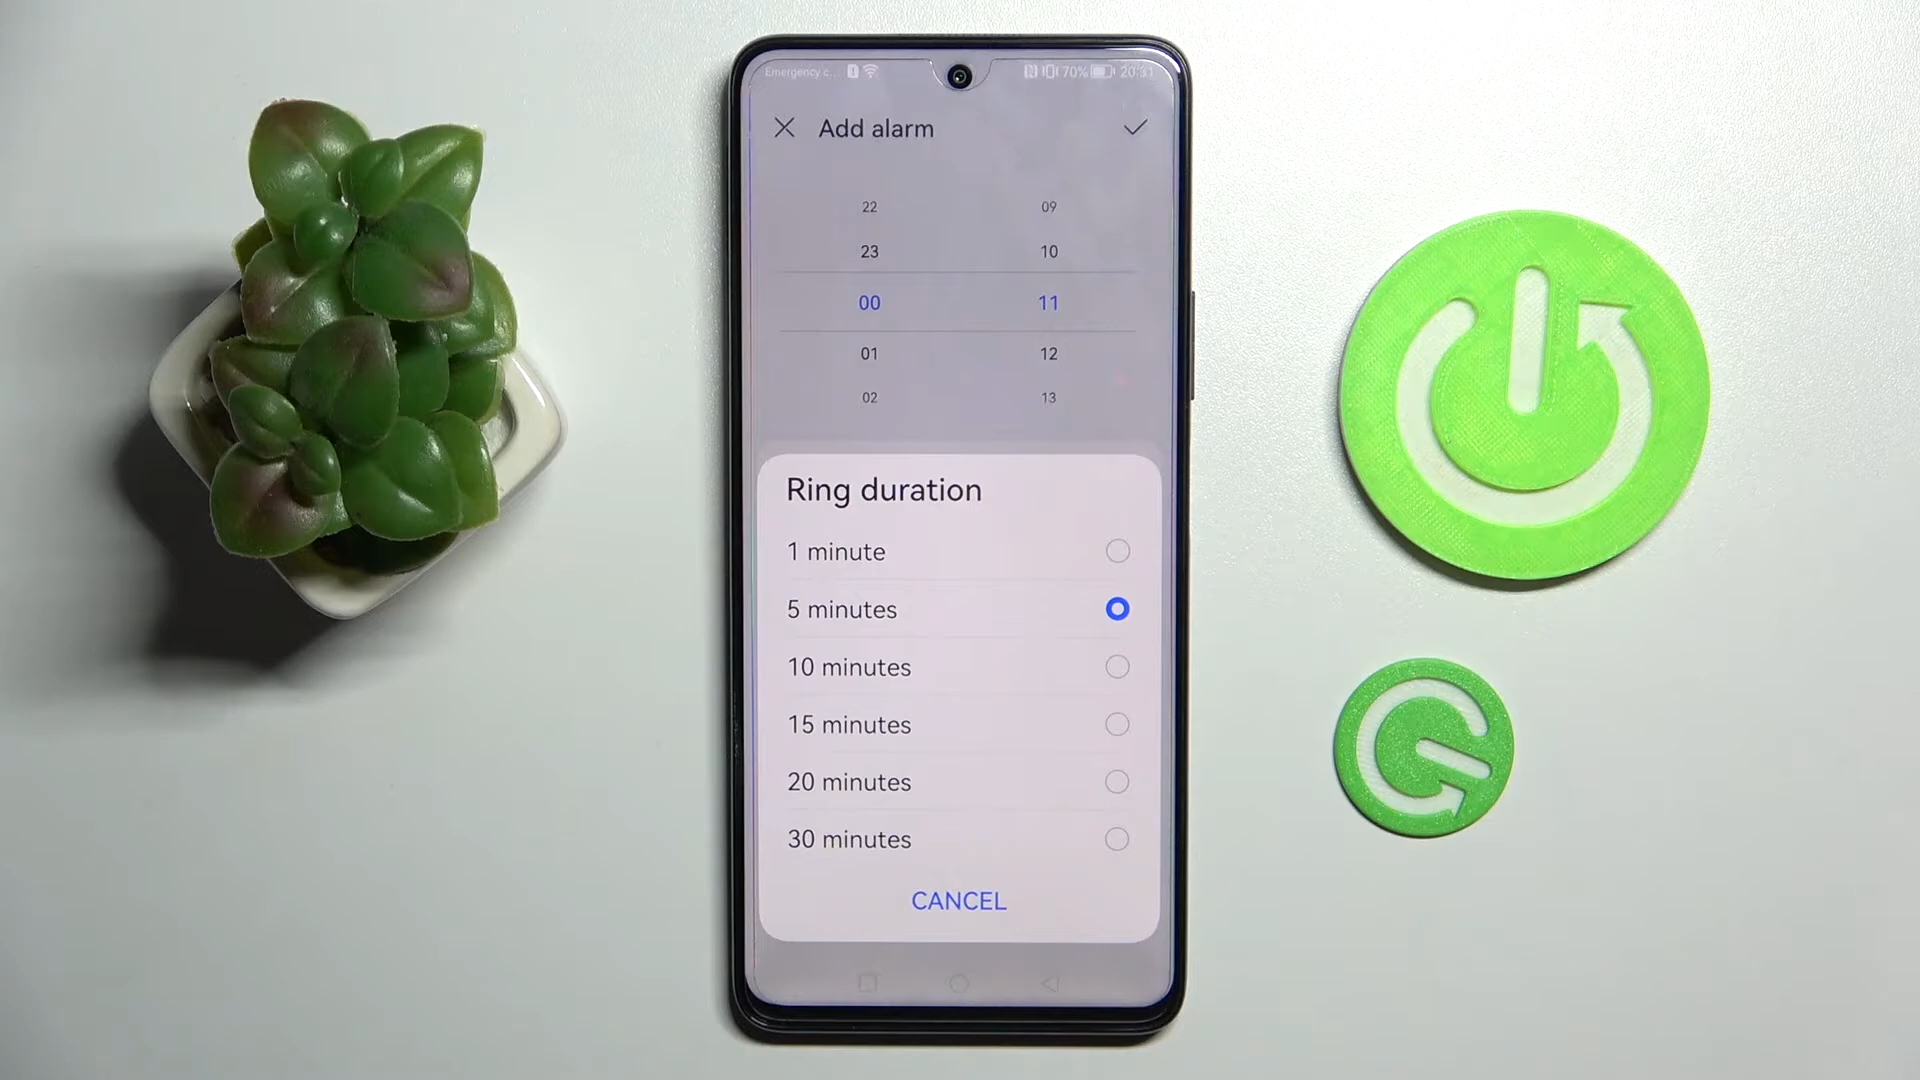 Emergency c... 70% 20:31
Add alarm
22 09
23 10
00 11
01 12
02 13
Ring duration
1 minute
5 minutes
10 minutes
15 minutes
20 minutes
30 minutes
CANCEL